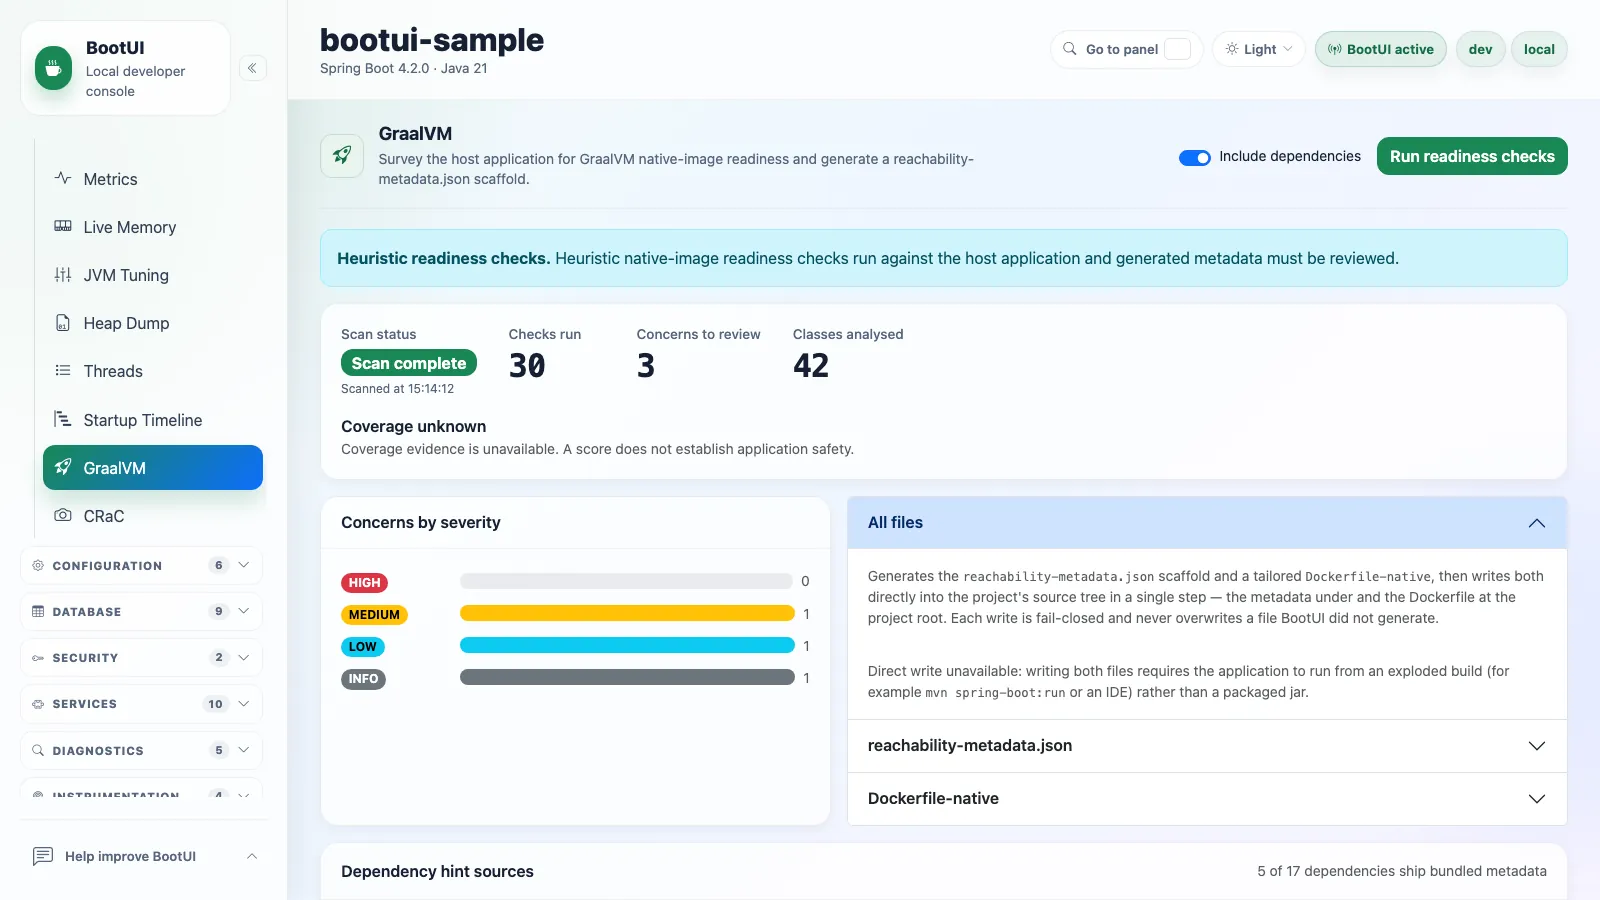 BootUI
Local developer
console
Metrics
Live Memory
JVM Tuning
Heap Dump
Threads
Startup Timeline
GraalVM
CRaC
CONFIGURATION 6
DATABASE 9
SECURITY 2
SERVICES 10
DIAGNOSTICS 5
INSTRUMENTATION 4
Help improve BootUI
bootui-sample
Spring Boot 4.2.0 · Java 21
Go to panel
Light
BootUI active
dev
local
GraalVM
Survey the host application for GraalVM native-image readiness and generate a reachability-
metadata.json scaffold.
Include dependencies
Run readiness checks
Heuristic readiness checks. Heuristic native-image readiness checks run against the host application and generated metadata must be reviewed.
Scan status
Scan complete
Scanned at 15:14:12
Checks run
30
Concerns to review
3
Classes analysed
42
Coverage unknown
Coverage evidence is unavailable. A score does not establish application safety.
Concerns by severity
HIGH 0
MEDIUM 1
LOW 1
INFO 1
All files
Generates the reachability-metadata.json scaffold and a tailored Dockerfile-native, then writes both
directly into the project's source tree in a single step — the metadata under and the Dockerfile at the
project root. Each write is fail-closed and never overwrites a file BootUI did not generate.
Direct write unavailable: writing both files requires the application to run from an exploded build (for
example mvn spring-boot:run or an IDE) rather than a packaged jar.
reachability-metadata.json
Dockerfile-native
Dependency hint sources
5 of 17 dependencies ship bundled metadata